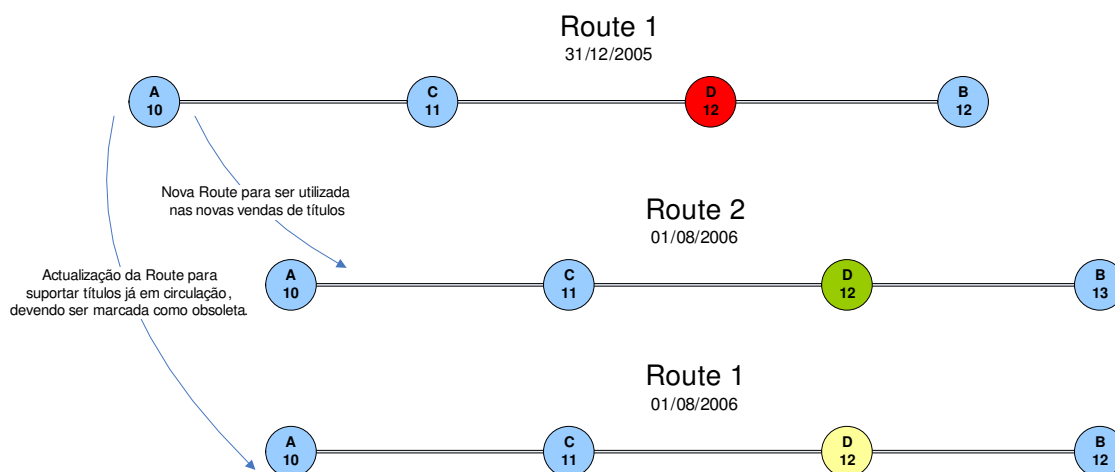 Route 1
31/12/2005
A
10
C
11
D
12
B
12
Nova Route para ser utilizada
nas novas vendas de títulos
Route 2
01/08/2006
A
10
C
11
D
12
B
13
Actualização da Route para
suportar títulos já em circulação,
devendo ser marcada como obsoleta.
Route 1
01/08/2006
A
10
C
11
D
12
B
12